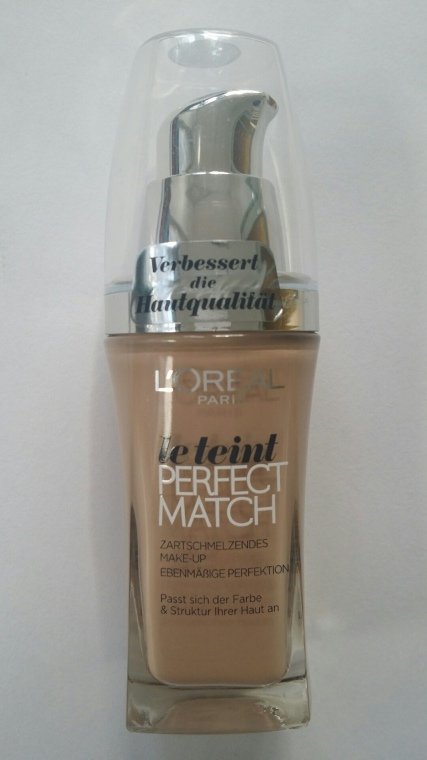 Verbessert
die
Hautqualität
L'ORÉAL
PARIS
le teint
PERFECT
MATCH
ZARTSCHMELZENDES
MAKE-UP
EBENMÄßIGE PERFEKTION
Passt sich der Farbe
& Struktur Ihrer Haut an